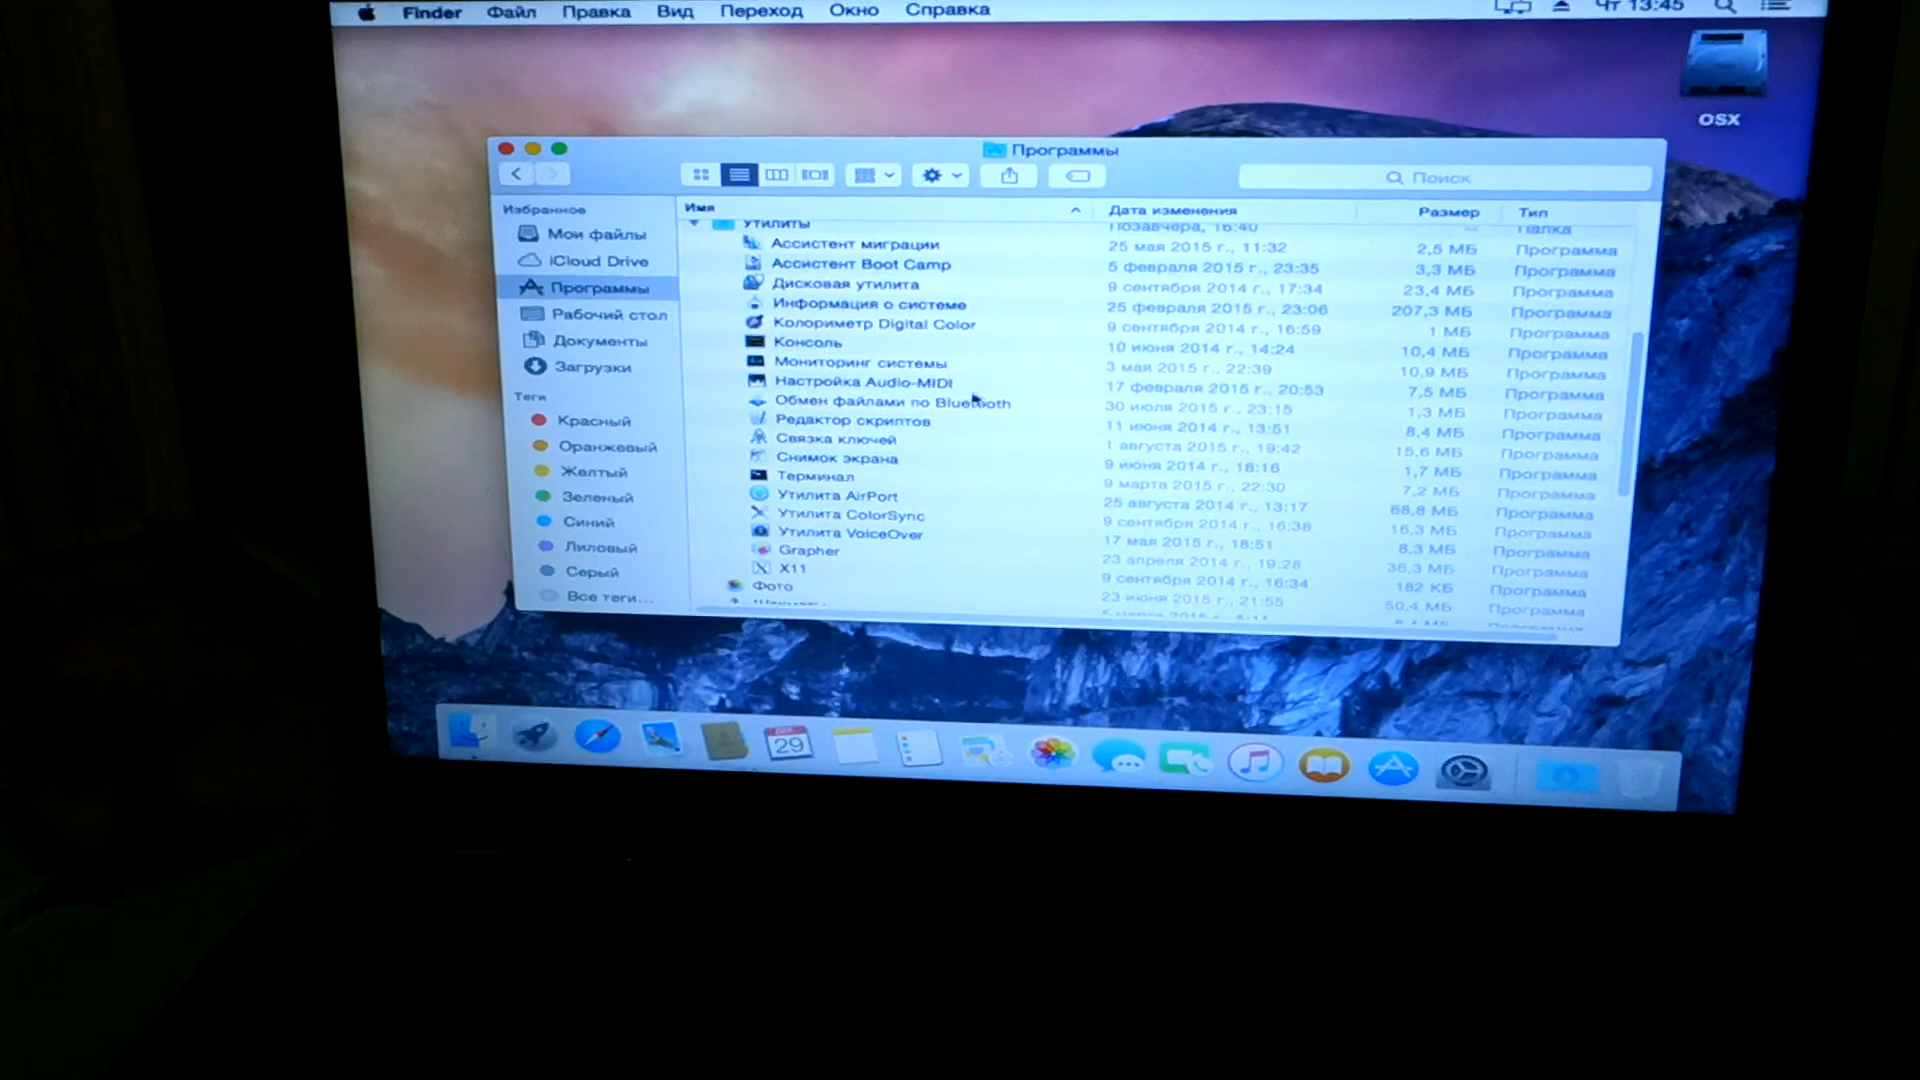 Finder Файл Правка Вид Переход Окно Справка Чт 13:45
OSX
Программы
Поиск
Избранное
Мои файлы
iCloud Drive
Программы
Рабочий стол
Документы
Загрузки
Теги
Красный
Оранжевый
Желтый
Зеленый
Синий
Лиловый
Серый
Все теги...
Имя Дата изменения Размер Тип
Утилиты Позавчера, 16:40 -- Папка
Ассистент миграции 25 мая 2015 г., 11:32 2,5 МБ Программа
Ассистент Boot Camp 5 февраля 2015 г., 23:35 3,3 МБ Программа
Дисковая утилита 9 сентября 2014 г., 17:34 23,4 МБ Программа
Информация о системе 25 февраля 2015 г., 23:06 207,3 МБ Программа
Колориметр Digital Color 9 сентября 2014 г., 16:59 1 МБ Программа
Консоль 10 июня 2014 г., 14:24 10,4 МБ Программа
Мониторинг системы 3 мая 2015 г., 22:39 10,9 МБ Программа
Настройка Audio-MIDI 17 февраля 2015 г., 20:53 7,5 МБ Программа
Обмен файлами по Bluetooth 30 июля 2015 г., 23:15 1,3 МБ Программа
Редактор скриптов 11 июня 2014 г., 13:51 8,4 МБ Программа
Связка ключей 1 августа 2015 г., 19:42 15,6 МБ Программа
Снимок экрана 9 июня 2014 г., 18:16 1,7 МБ Программа
Терминал 9 марта 2015 г., 22:30 7,2 МБ Программа
Утилита AirPort 25 августа 2014 г., 13:17 68,8 МБ Программа
Утилита ColorSync 9 сентября 2014 г., 16:38 16,3 МБ Программа
Утилита VoiceOver 17 мая 2015 г., 18:51 8,3 МБ Программа
Grapher 23 апреля 2014 г., 19:28 36,3 МБ Программа
X11 9 сентября 2014 г., 16:34 182 КБ Программа
Фото 23 июня 2015 г., 21:55 50,4 МБ Программа
29